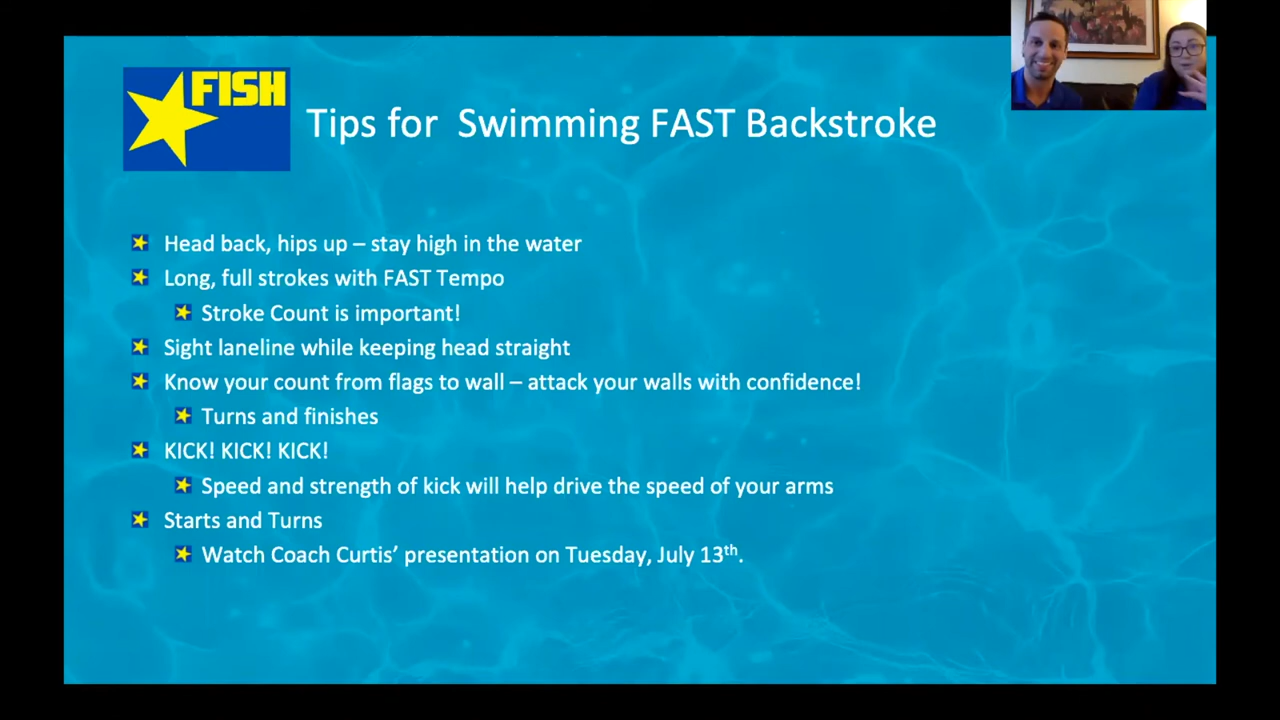 FISH
Tips for Swimming FAST Backstroke
Head back, hips up – stay high in the water
Long, full strokes with FAST Tempo
Stroke Count is important!
Sight laneline while keeping head straight
Know your count from flags to wall – attack your walls with confidence!
Turns and finishes
KICK! KICK! KICK!
Speed and strength of kick will help drive the speed of your arms
Starts and Turns
Watch Coach Curtis’ presentation on Tuesday, July 13th.